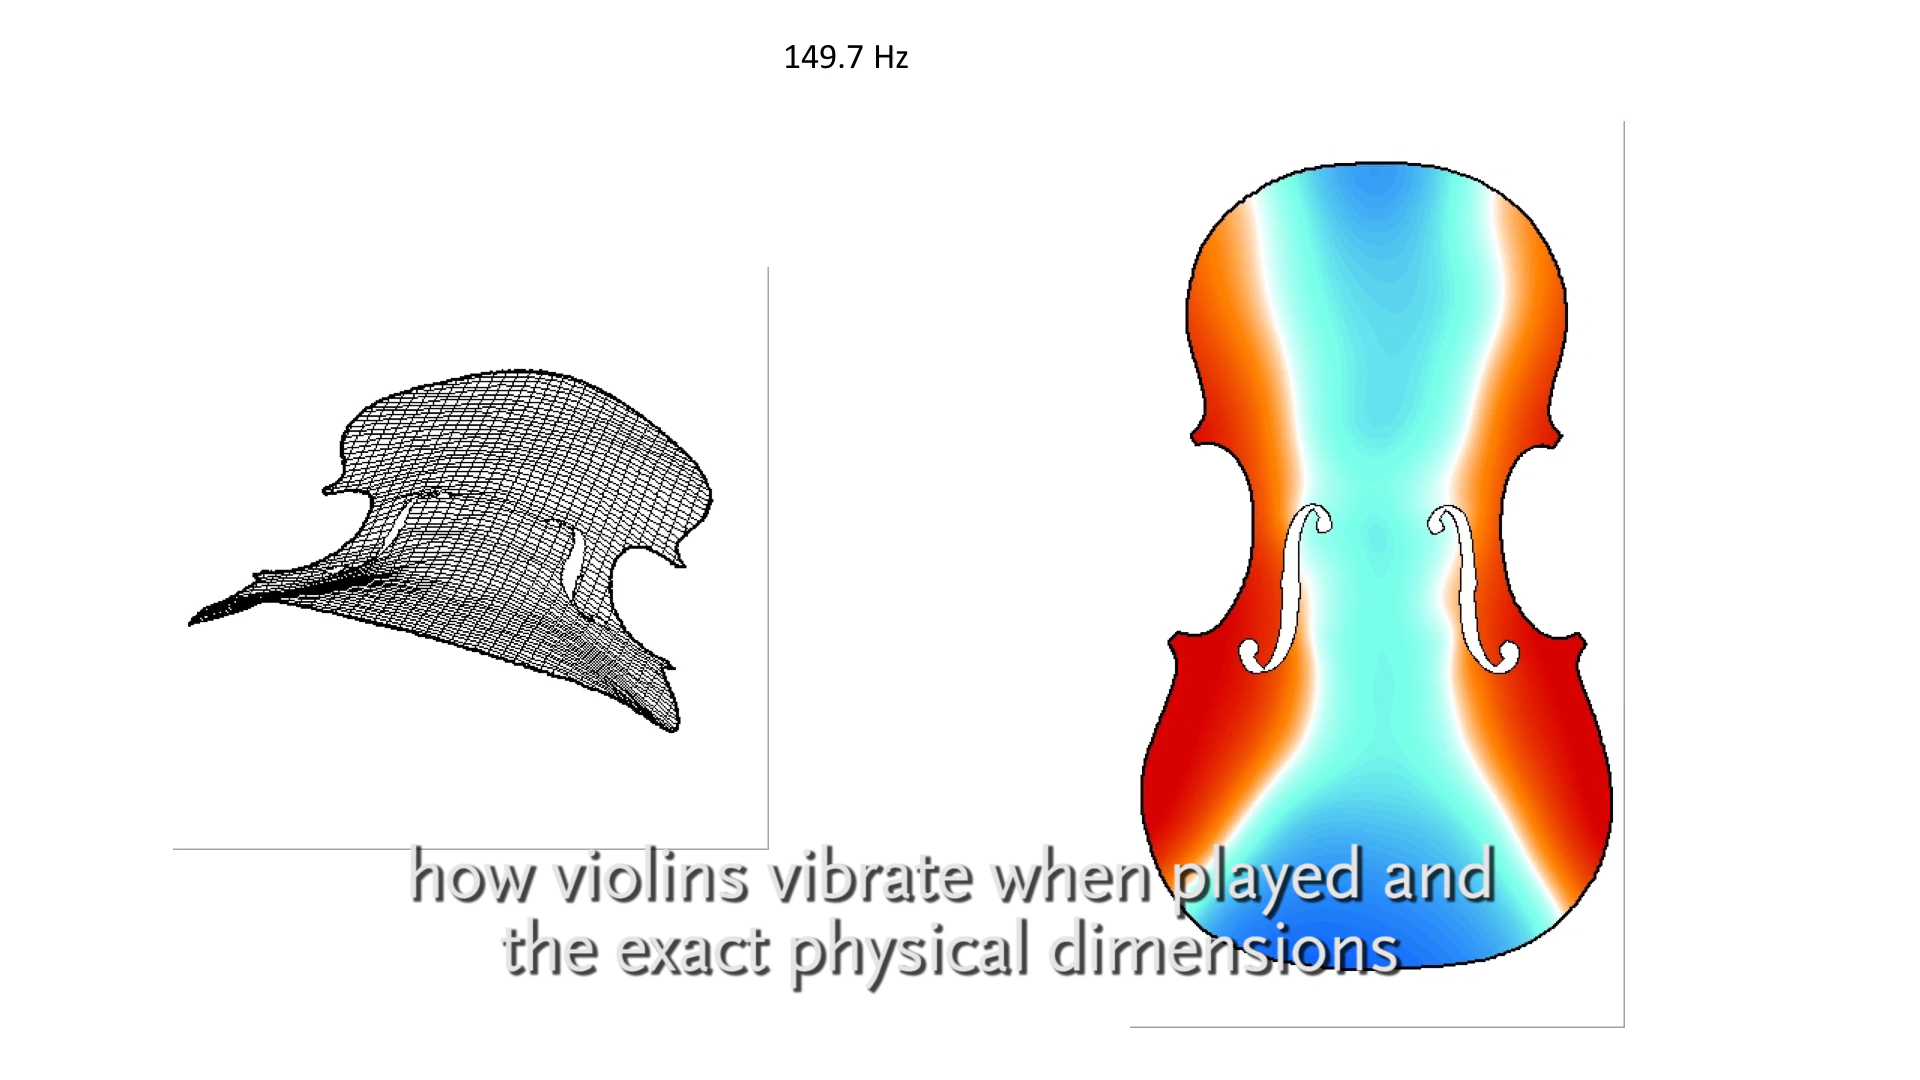 149.7 Hz
how violins vibrate when played and
the exact physical dimensions